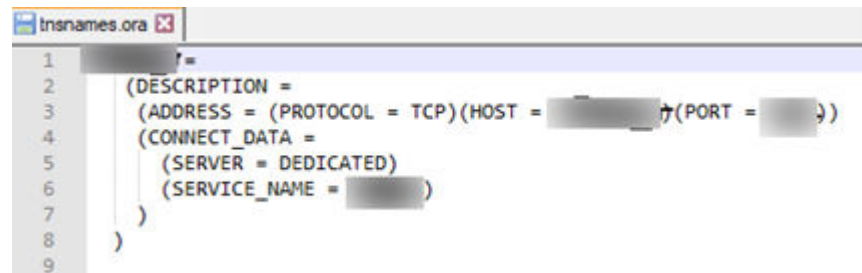 tnsnames.ora
1 =
2 (DESCRIPTION =
3 (ADDRESS = (PROTOCOL = TCP)(HOST = )(PORT = ))
4 (CONNECT_DATA =
5 (SERVER = DEDICATED)
6 (SERVICE_NAME = )
7 )
8 )
9